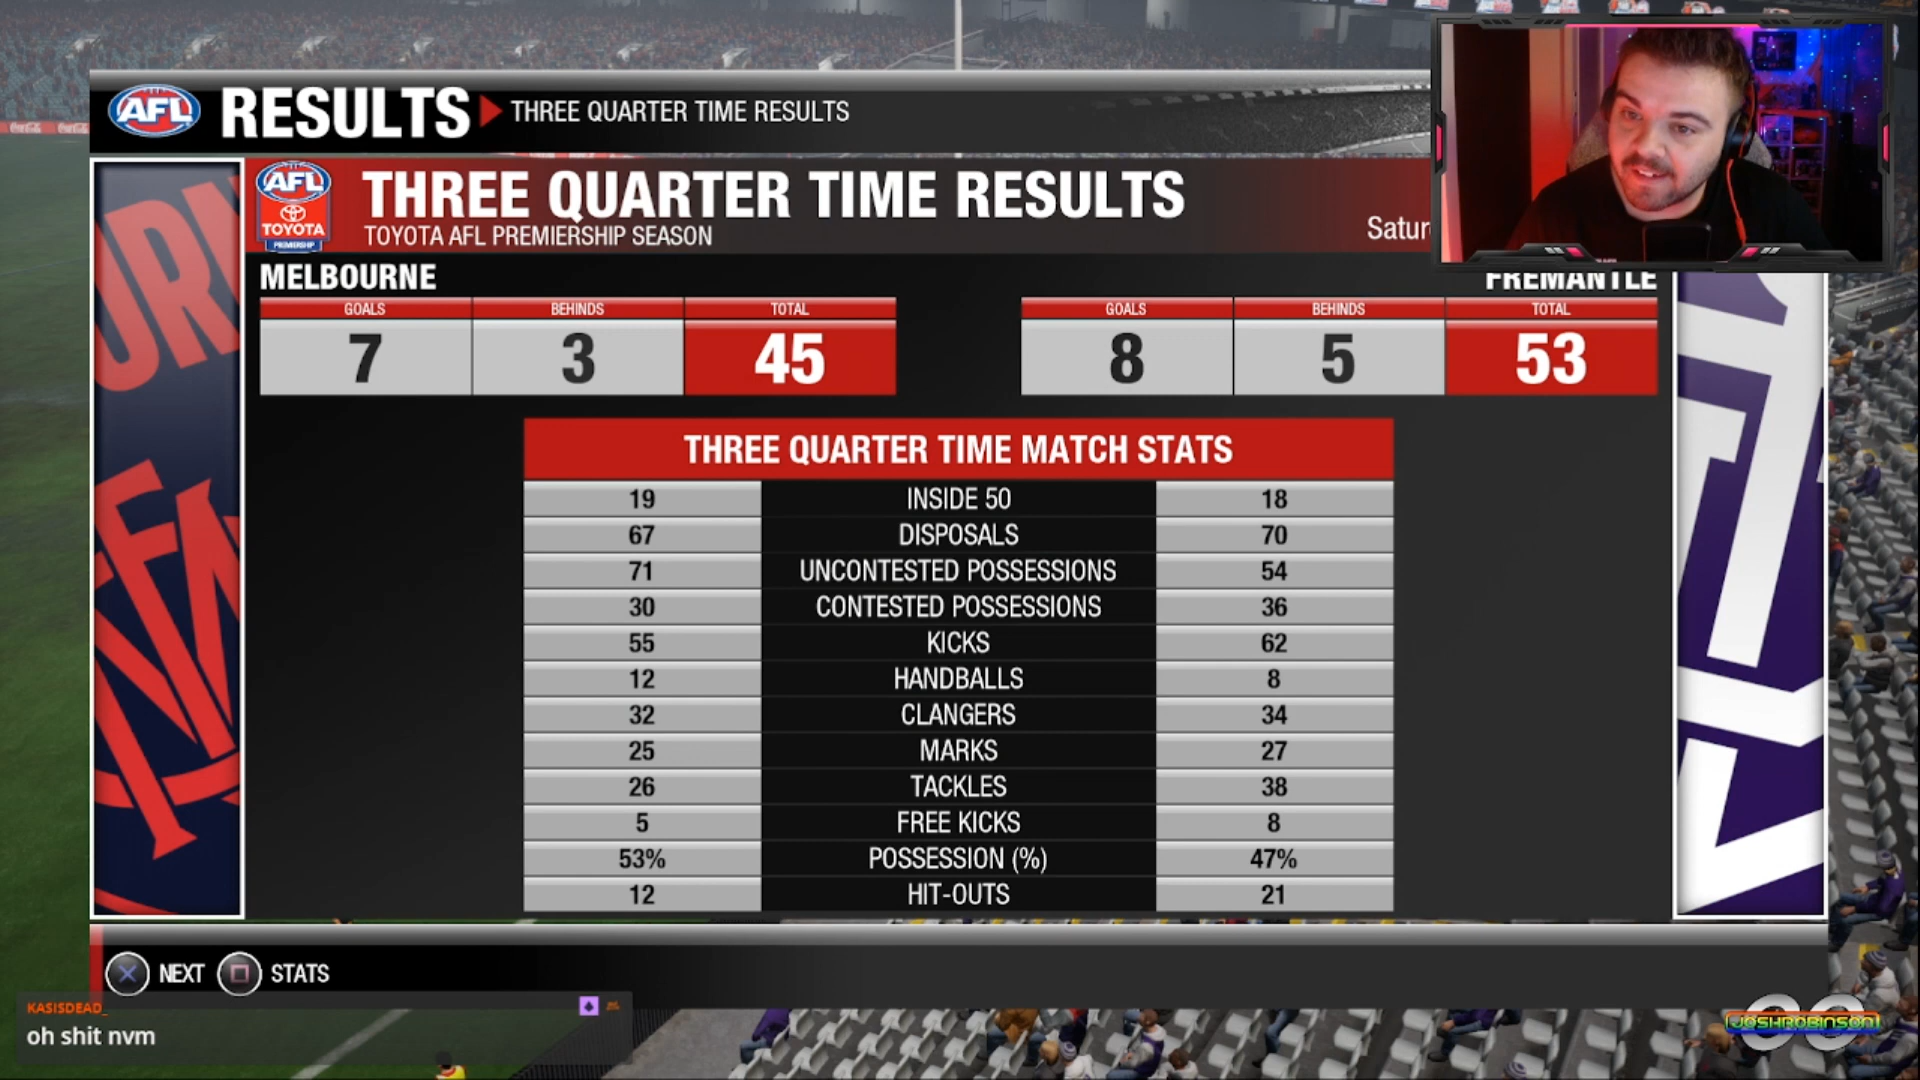 AFL RESULTS THREE QUARTER TIME RESULTS
AFL TOYOTA PREMIERSHIP
THREE QUARTER TIME RESULTS
TOYOTA AFL PREMIERSHIP SEASON
Satur
MELBOURNE
FREMANTLE
GOALS BEHINDS TOTAL GOALS BEHINDS TOTAL
7 3 45 8 5 53
THREE QUARTER TIME MATCH STATS
19 INSIDE 50 18
67 DISPOSALS 70
71 UNCONTESTED POSSESSIONS 54
30 CONTESTED POSSESSIONS 36
55 KICKS 62
12 HANDBALLS 8
32 CLANGERS 34
25 MARKS 27
26 TACKLES 38
5 FREE KICKS 8
53% POSSESSION (%) 47%
12 HIT-OUTS 21
NEXT STATS
KASISDEAD_
oh shit nvm
JOSHROBINSON